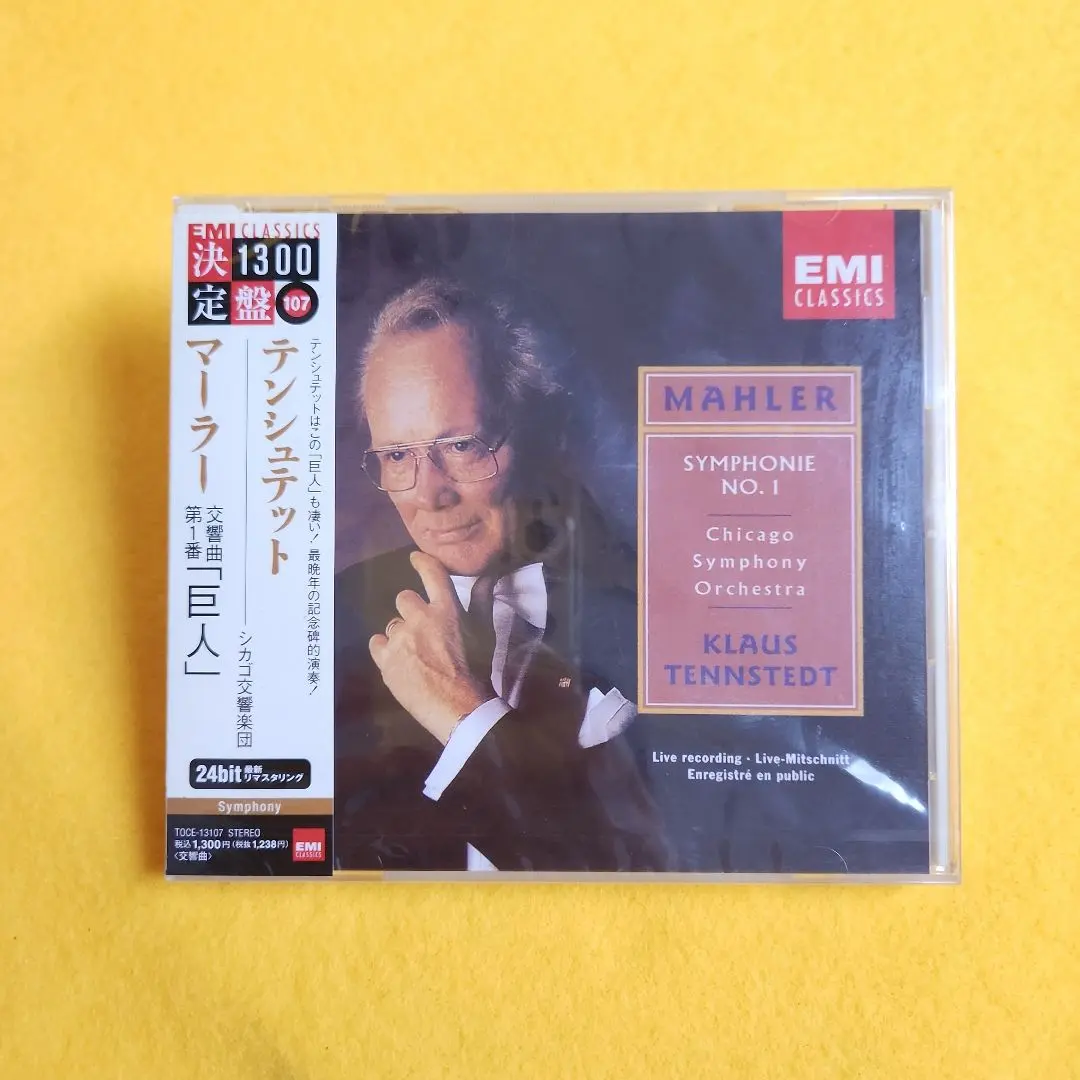 EMI CLASSICS
決定盤
1300
107
テンシュテットはこの「巨人」も凄い！最晩年の記念碑的演奏！
テンシュテット
シカゴ交響楽団
マーラー
交響曲
第1番
「巨人」
24bit 最新
リマスタリング
Symphony
TOCE-13107 STEREO
税込1,300円(税抜1,238円)
〈交響曲〉
EMI
CLASSICS
EMI
CLASSICS
MAHLER
SYMPHONIE
NO. 1
Chicago
Symphony
Orchestra
KLAUS
TENNSTEDT
Live recording · Live-Mitschnitt
Enregistré en public